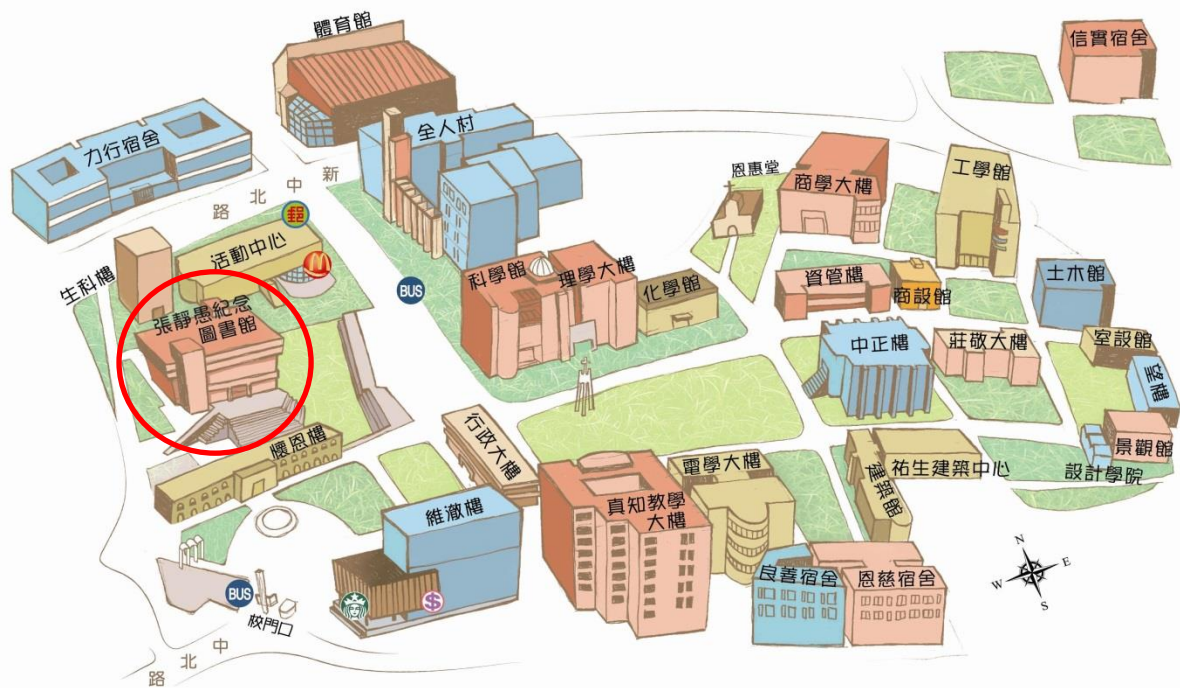 體育館
信實宿舍
力行宿舍
全人村
新中北路
恩惠堂
商學大樓
工學館
郵
活動中心
生科樓
M
科學館
理學大樓
化學館
資管樓
商設館
土木館
BUS
張靜愚紀念
圖書館
中正樓
莊敬大樓
室設館
望樓
行政大樓
懷恩樓
電學大樓
建築館
祐生建築中心
景觀館
設計學院
維澈樓
真知教學
大樓
良善宿舍
恩慈宿舍
N
W
E
S
BUS
$
校門口
中北路